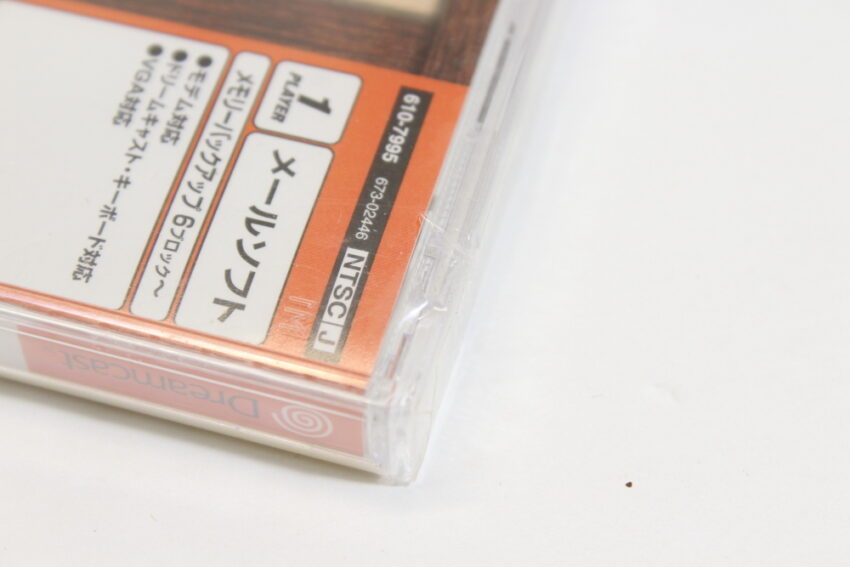 610-7995 673-02446 NTSC J
1
PLAYER
メールソフト
メモリーバックアップ 6ブロック〜
●モデム対応
●ドリームキャスト・キーボード対応
●VGA対応
Dreamcast